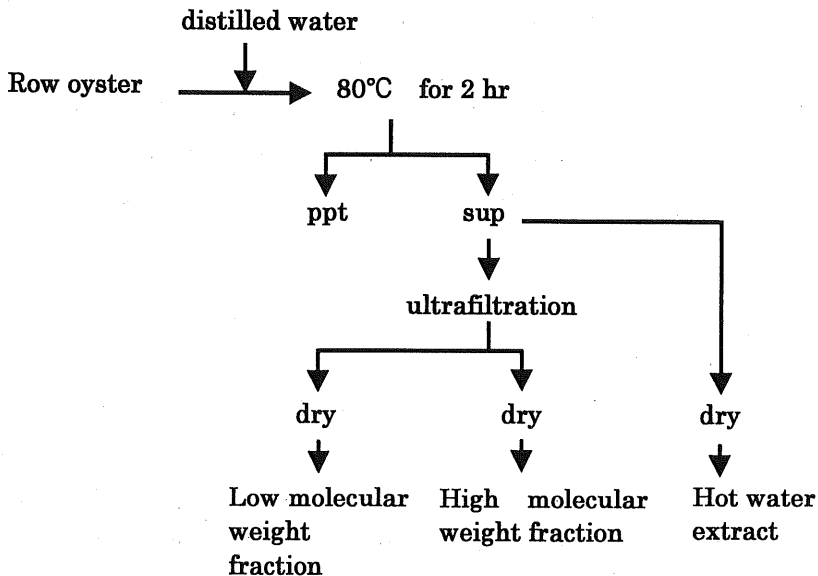 distilled water
Row oyster
80°C for 2 hr
ppt
sup
ultrafiltration
dry
dry
dry
Low molecular
weight
fraction
High molecular
weight fraction
Hot water
extract